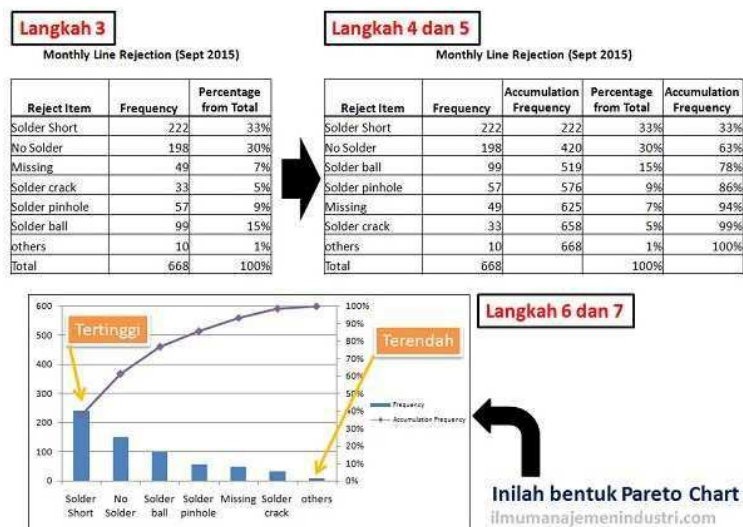 Langkah 3
Monthly Line Rejection (Sept 2015)
Reject Item Frequency Percentage from Total
Solder Short 222 33%
No Solder 198 30%
Missing 49 7%
Solder crack 33 5%
Solder pinhole 57 9%
Solder ball 99 15%
others 10 1%
Total 668 100%
Langkah 4 dan 5
Monthly Line Rejection (Sept 2015)
Reject Item Frequency Accumulation Frequency Percentage from Total Accumulation Frequency
Solder Short 222 222 33% 33%
No Solder 198 420 30% 63%
Solder ball 99 519 15% 78%
Solder pinhole 57 576 9% 86%
Missing 49 625 7% 94%
Solder crack 33 658 5% 99%
others 10 668 1% 100%
Total 668 100%
Langkah 6 dan 7
600
500
400
300
200
100
0
Tertinggi
Terendah
100%
90%
80%
70%
60%
50%
40%
30%
20%
10%
0%
Solder Short
No Solder
Solder ball
Solder pinhole
Missing
Solder crack
others
Frequency
Accumulation Frequency
Inilah bentuk Pareto Chart
ilmumanajemenindustri.com